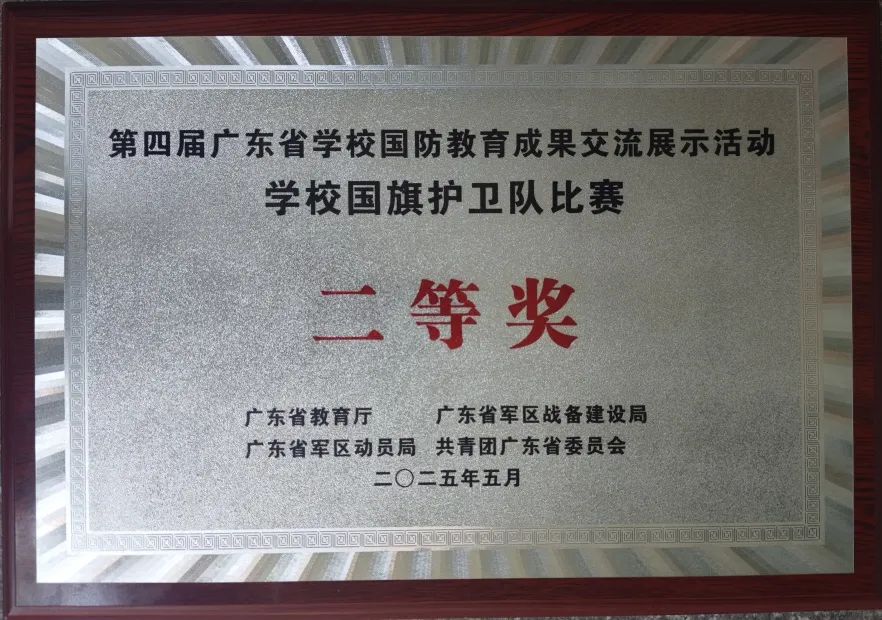 第四届广东省学校国防教育成果交流展示活动
学校国旗护卫队比赛
二等奖
广东省教育厅 广东省军区战备建设局
广东省军区动员局 共青团广东省委员会
二〇二五年五月